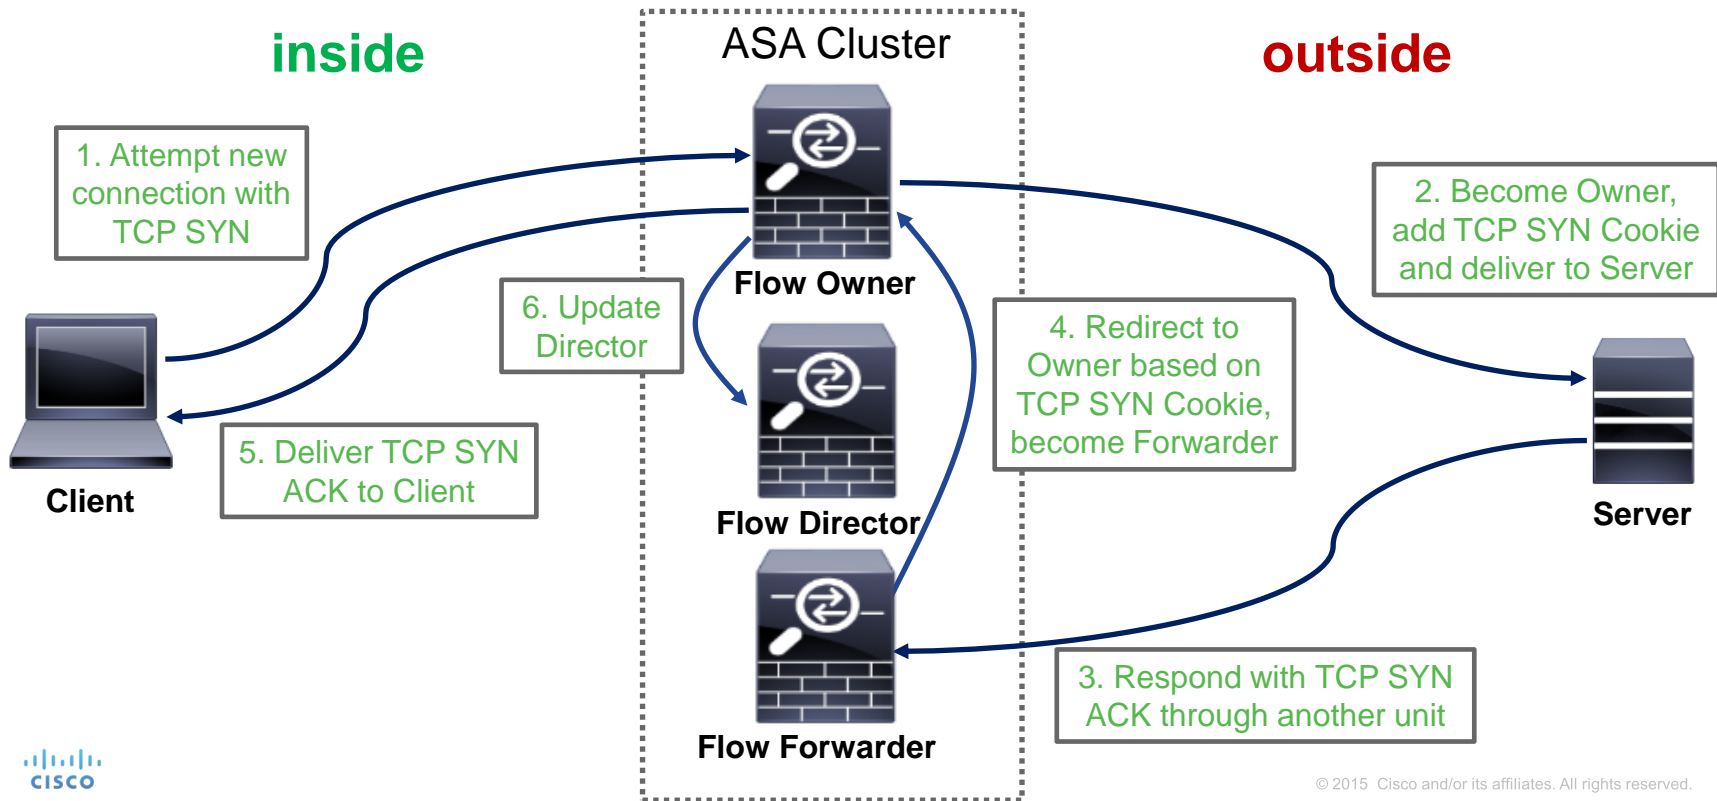 inside
ASA Cluster
outside
1. Attempt new
connection with
TCP SYN
2. Become Owner,
add TCP SYN Cookie
and deliver to Server
Flow Owner
6. Update
Director
4. Redirect to
Owner based on
TCP SYN Cookie,
become Forwarder
5. Deliver TCP SYN
ACK to Client
Client
Flow Director
Server
3. Respond with TCP SYN
ACK through another unit
Flow Forwarder
CISCO
© 2015 Cisco and/or its affiliates. All rights reserved.